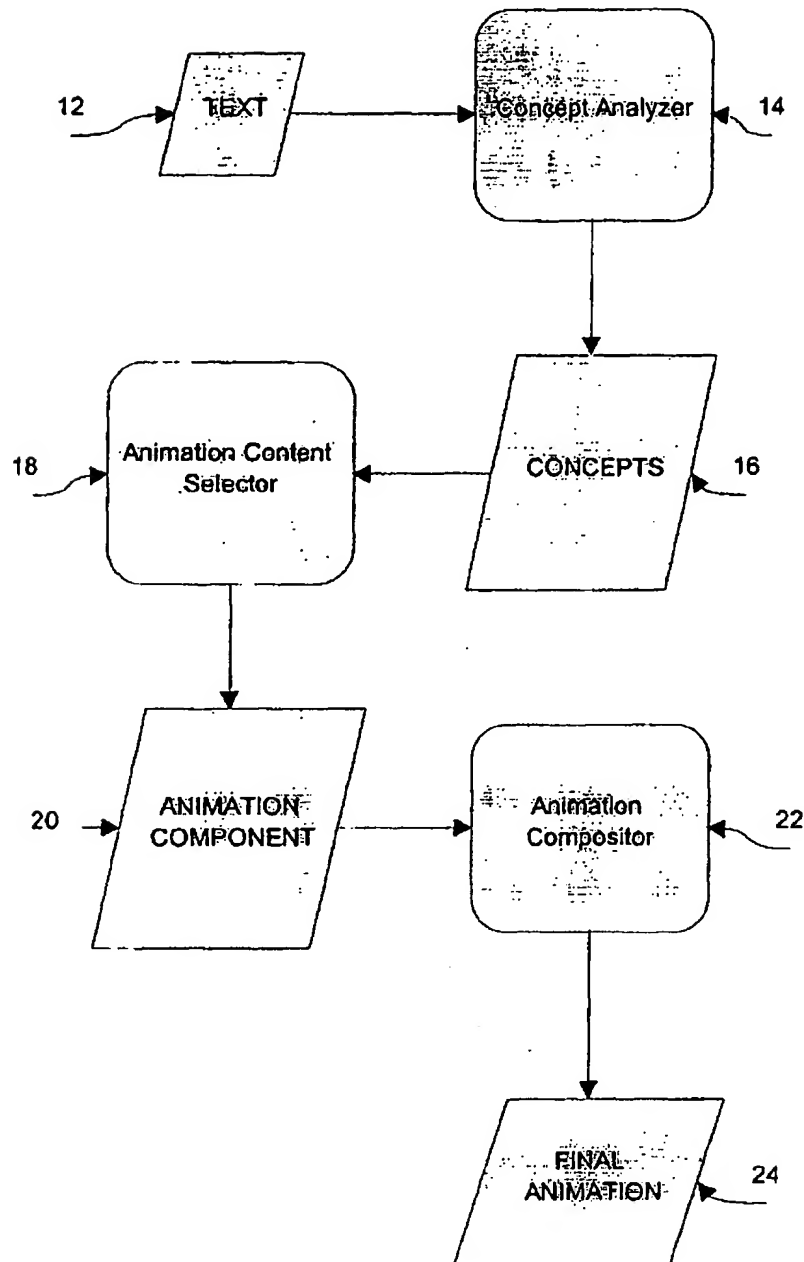 12
TEXT
Concept Analyzer
14
18
Animation Content
Selector
CONCEPTS
16
20
ANIMATION
COMPONENT
Animation
Compositor
22
FINAL
ANIMATION
24